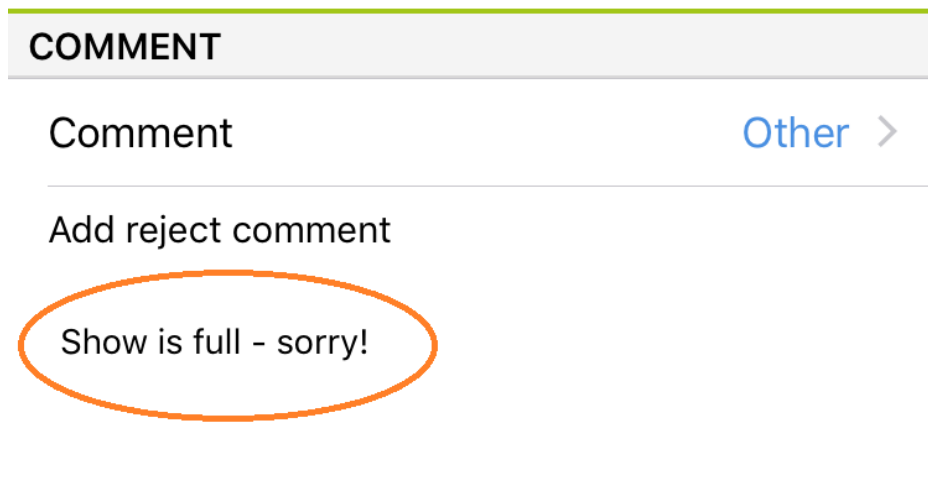 COMMENT
Comment Other
Add reject comment
Show is full - sorry!